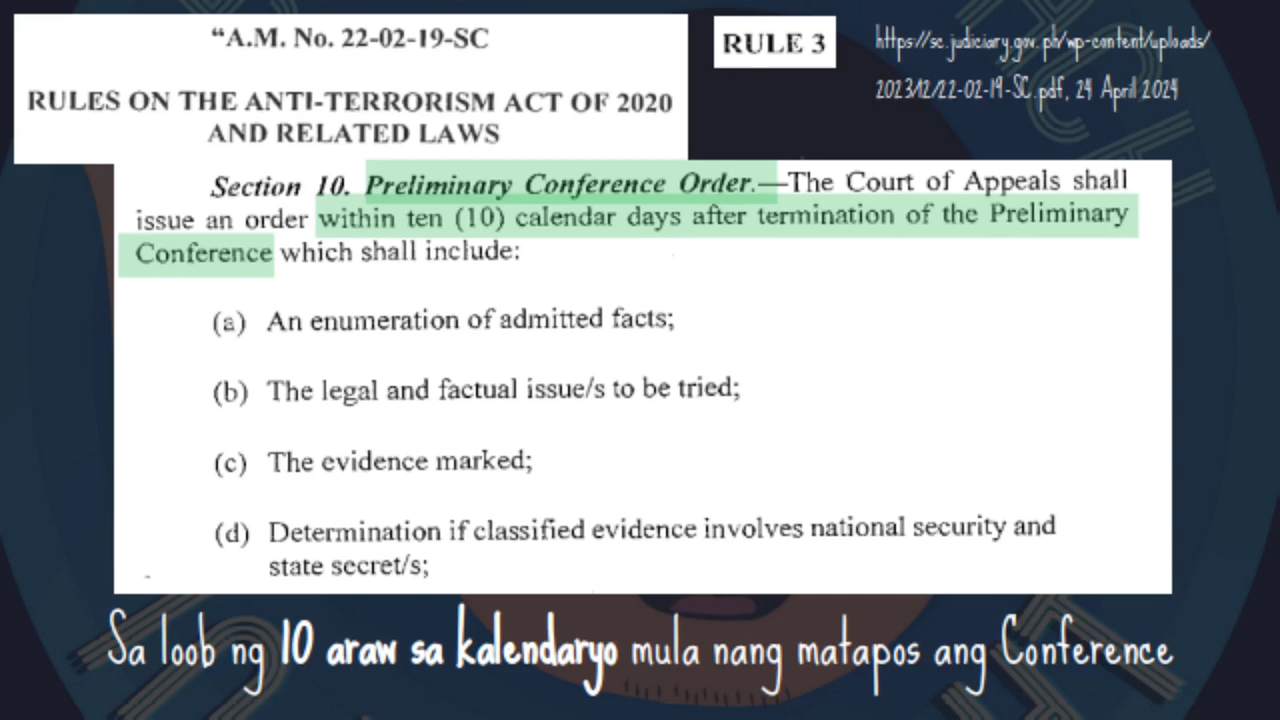 “A.M. No. 22-02-19-SC
RULES ON THE ANTI-TERRORISM ACT OF 2020
AND RELATED LAWS
RULE 3
https://sc.judiciary.gov.ph/wp-content/uploads/
2023/12/22-02-19-SC.pdf, 24 April 2024
Section 10. Preliminary Conference Order.—The Court of Appeals shall
issue an order within ten (10) calendar days after termination of the Preliminary
Conference which shall include:
(a) An enumeration of admitted facts;
(b) The legal and factual issue/s to be tried;
(c) The evidence marked;
(d) Determination if classified evidence involves national security and
state secret/s;
Sa loob ng 10 araw sa kalendaryo mula nang matapos ang Conference